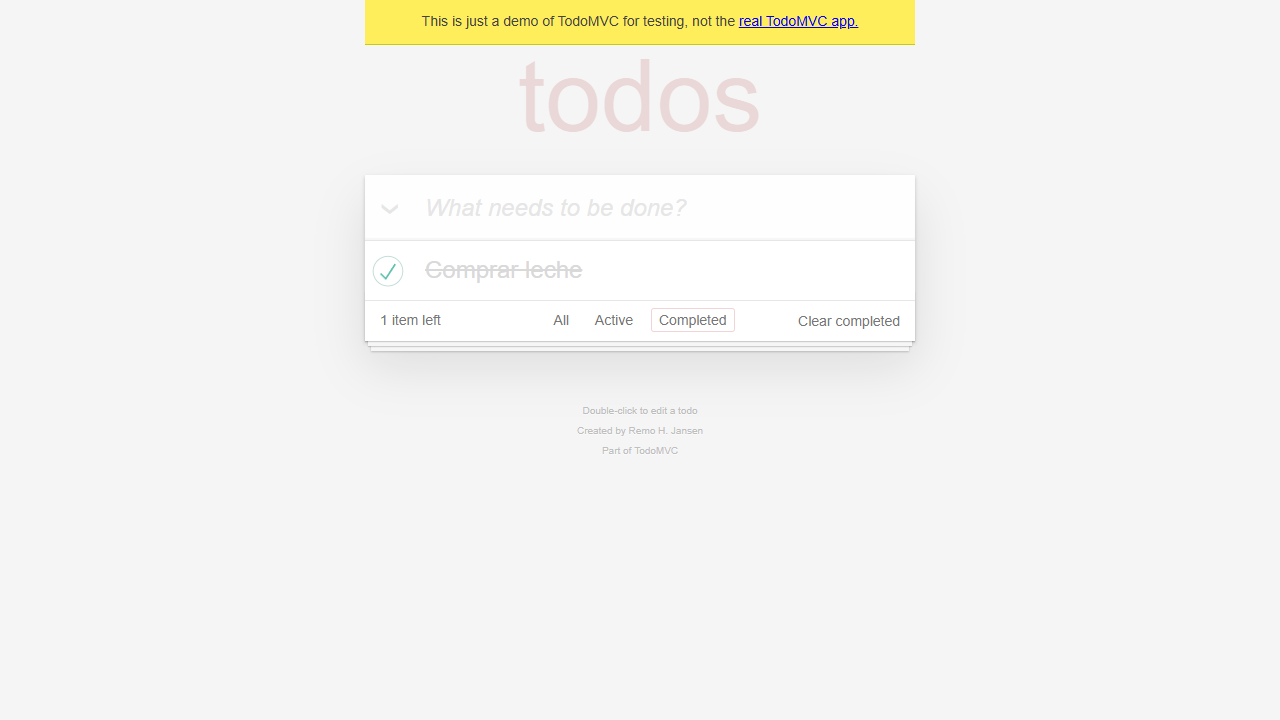 This is just a demo of TodoMVC for testing, not the real TodoMVC app.
todos
What needs to be done?
Comprar leche
1 item left All Active Completed Clear completed
Double-click to edit a todo
Created by Remo H. Jansen
Part of TodoMVC